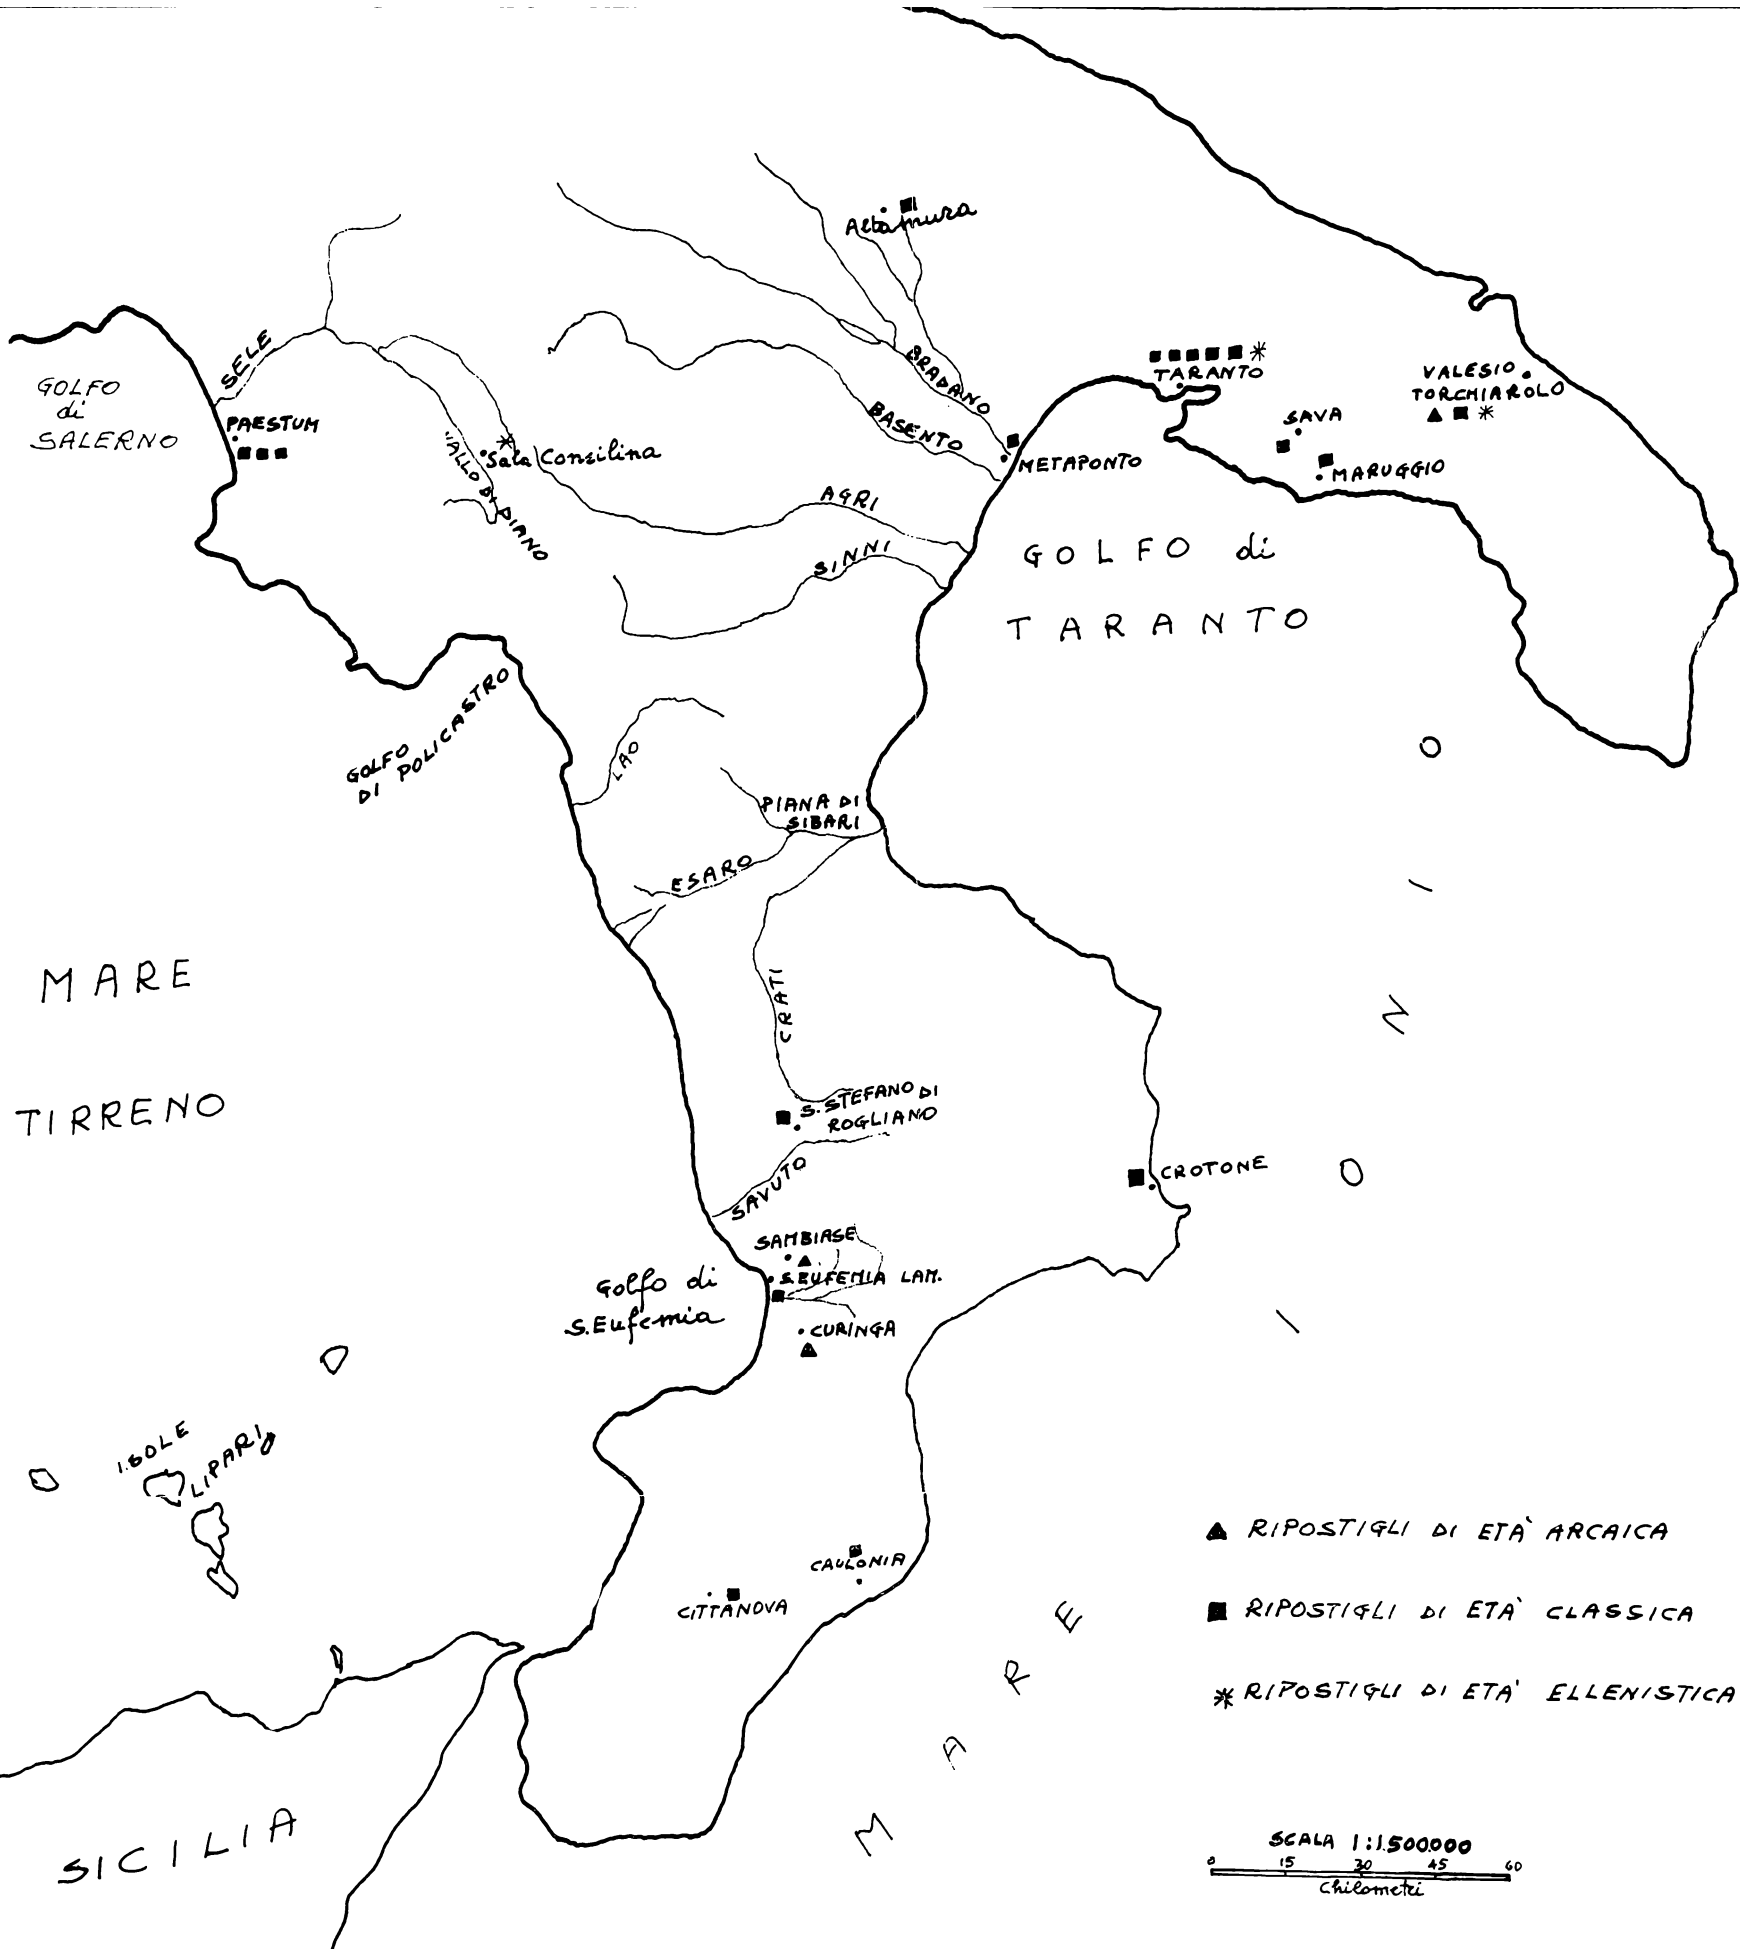 Altamura
SELE
GOLFO
di
SALERNO
PAESTUM
BRADANO
BASENTO
TARANTO
VALESIO
TORCHIAROLO
SAVA
MARUGGIO
METAPONTO
Sala Consilina
VALLO DI DIANO
AGRI
SINNI
GOLFO di
TARANTO
GOLFO
DI POLICASTRO
LAO
PIANA DI
SIBARI
ESARO
CRATI
MARE
TIRRENO
S. STEFANO DI
ROGLIANO
SAVUTO
CROTONE
SAMBIASE
S. EUFEMIA LAM.
Golfo di
S. Eufemia
CURINGA
ISOLE
LIPARI
CAULONIA
CITTANOVA
MARE IONIO
SICILIA
RIPOSTIGLI DI ETÀ ARCAICA
RIPOSTIGLI DI ETÀ CLASSICA
RIPOSTIGLI DI ETÀ ELLENISTICA
SCALA 1:1.500.000
0 15 30 45 60
Chilometri